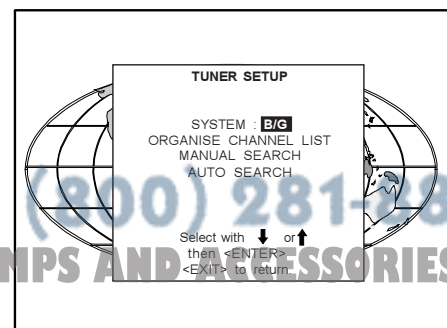 TUNER SETUP
SYSTEM : B/G
ORGANISE CHANNEL LIST
MANUAL SEARCH
AUTO SEARCH
(800) 281-88
Select with ⬇ or ⬆
then <ENTER>
<EXIT> to return.
MPS AND ACCESSORIES